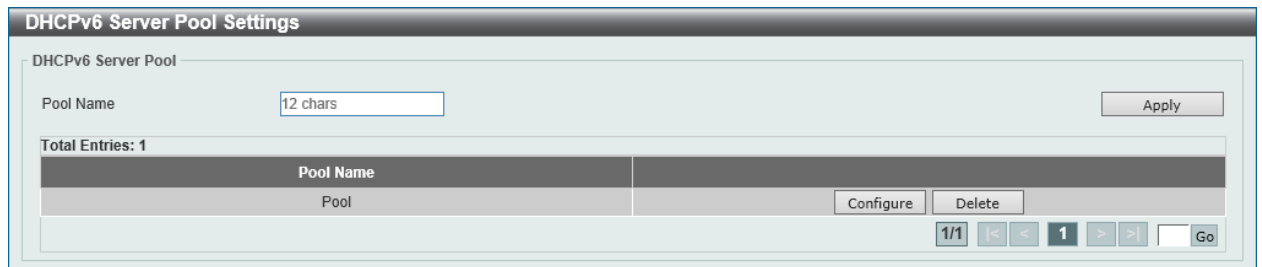 DHCPv6 Server Pool Settings
DHCPv6 Server Pool
Pool Name 12 chars Apply
Total Entries: 1
Pool Name
Pool Configure Delete
1/1 |< < 1 > >| Go